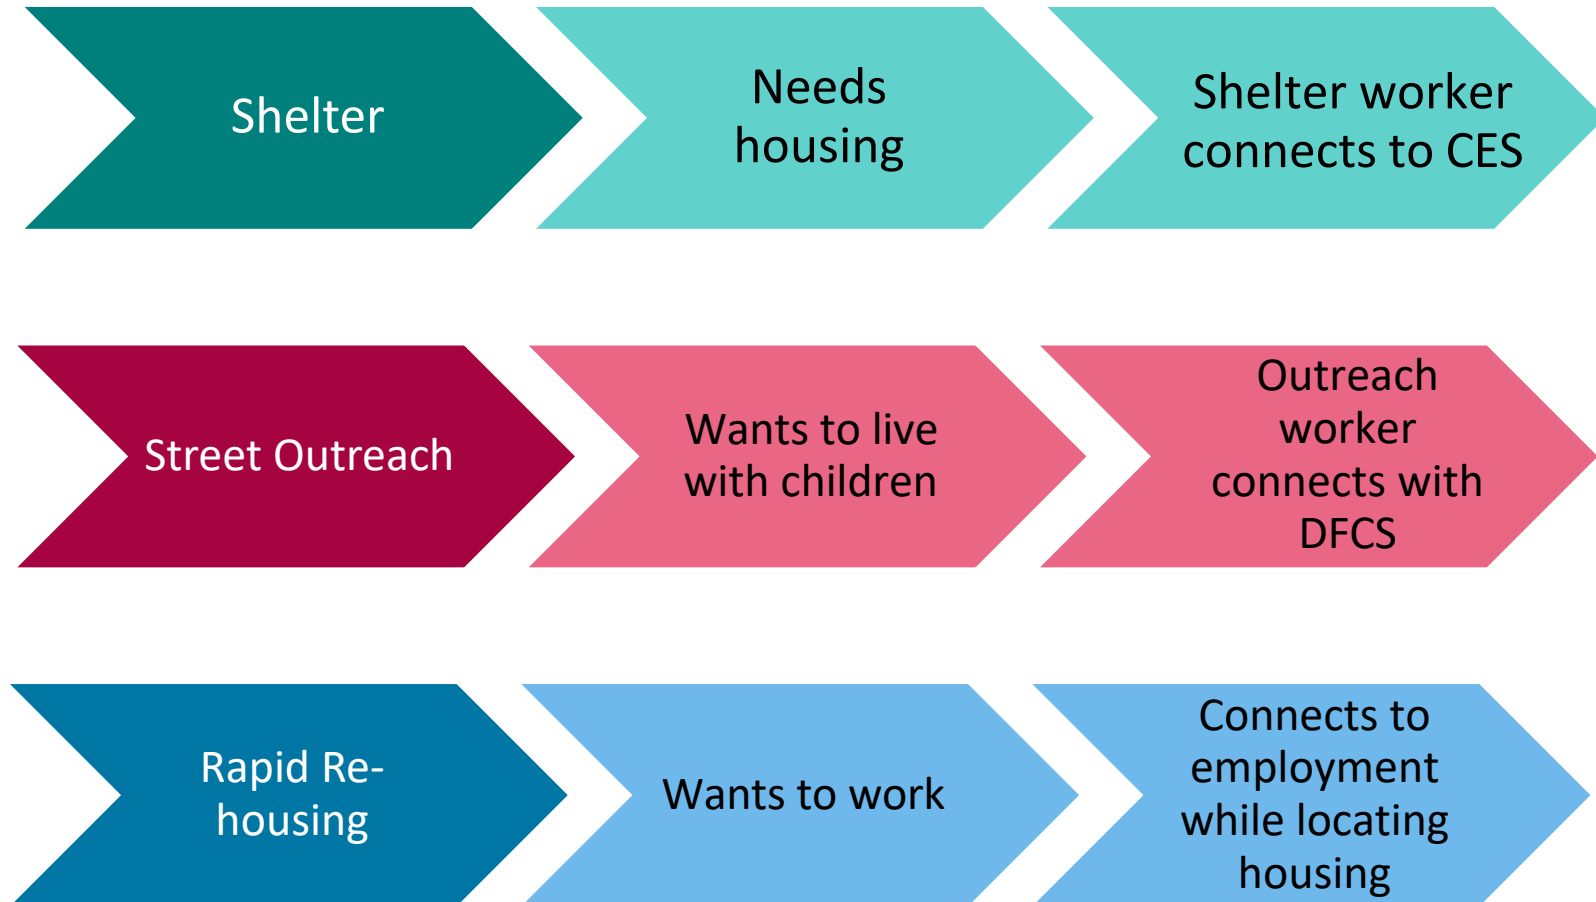 Shelter
Needs
housing
Shelter worker
connects to CES
Street Outreach
Wants to live
with children
Outreach
worker
connects with
DFCS
Rapid Re-
housing
Wants to work
Connects to
employment
while locating
housing